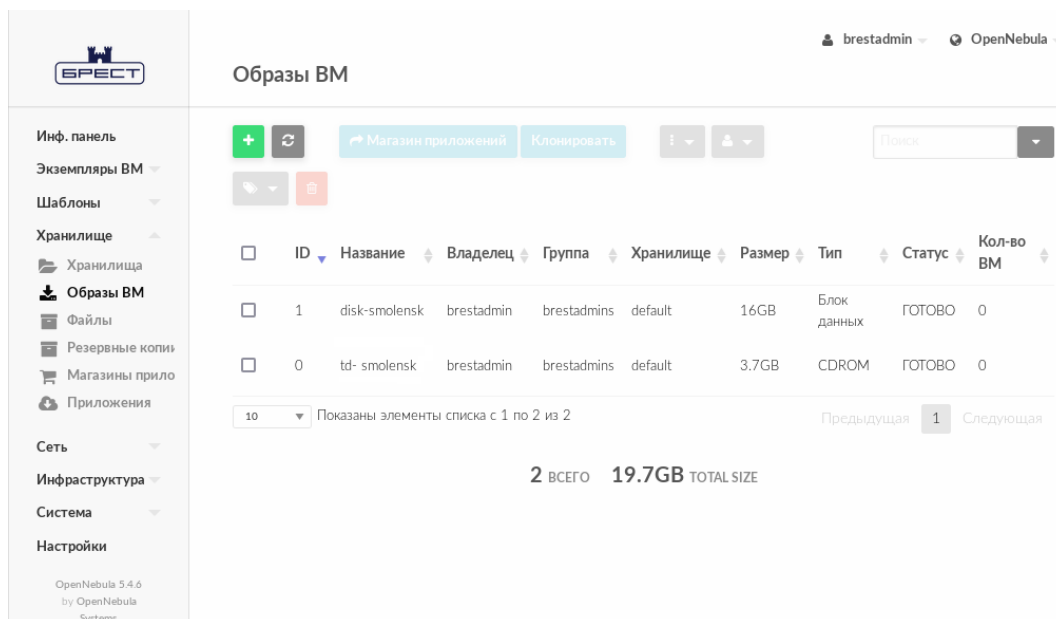 brestadmin
OpenNebula
БРЕСТ
Образы ВМ
Инф. панель
Экземпляры ВМ
Шаблоны
Хранилище
Хранилища
Образы ВМ
Файлы
Резервные копии
Магазины прило
Приложения
Сеть
Инфраструктура
Система
Настройки
OpenNebula 5.4.6
by OpenNebula
Systems
Магазин приложений
Клонировать
Поиск
ID Название Владелец Группа Хранилище Размер Тип Статус Кол-во
ВМ
1 disk-smolensk brestadmin brestadmins default 16GB Блок
данных ГОТОВО 0
0 td- smolensk brestadmin brestadmins default 3.7GB CDROM ГОТОВО 0
10 Показаны элементы списка с 1 по 2 из 2
Предыдущая 1 Следующая
2 ВСЕГО 19.7GB TOTAL SIZE